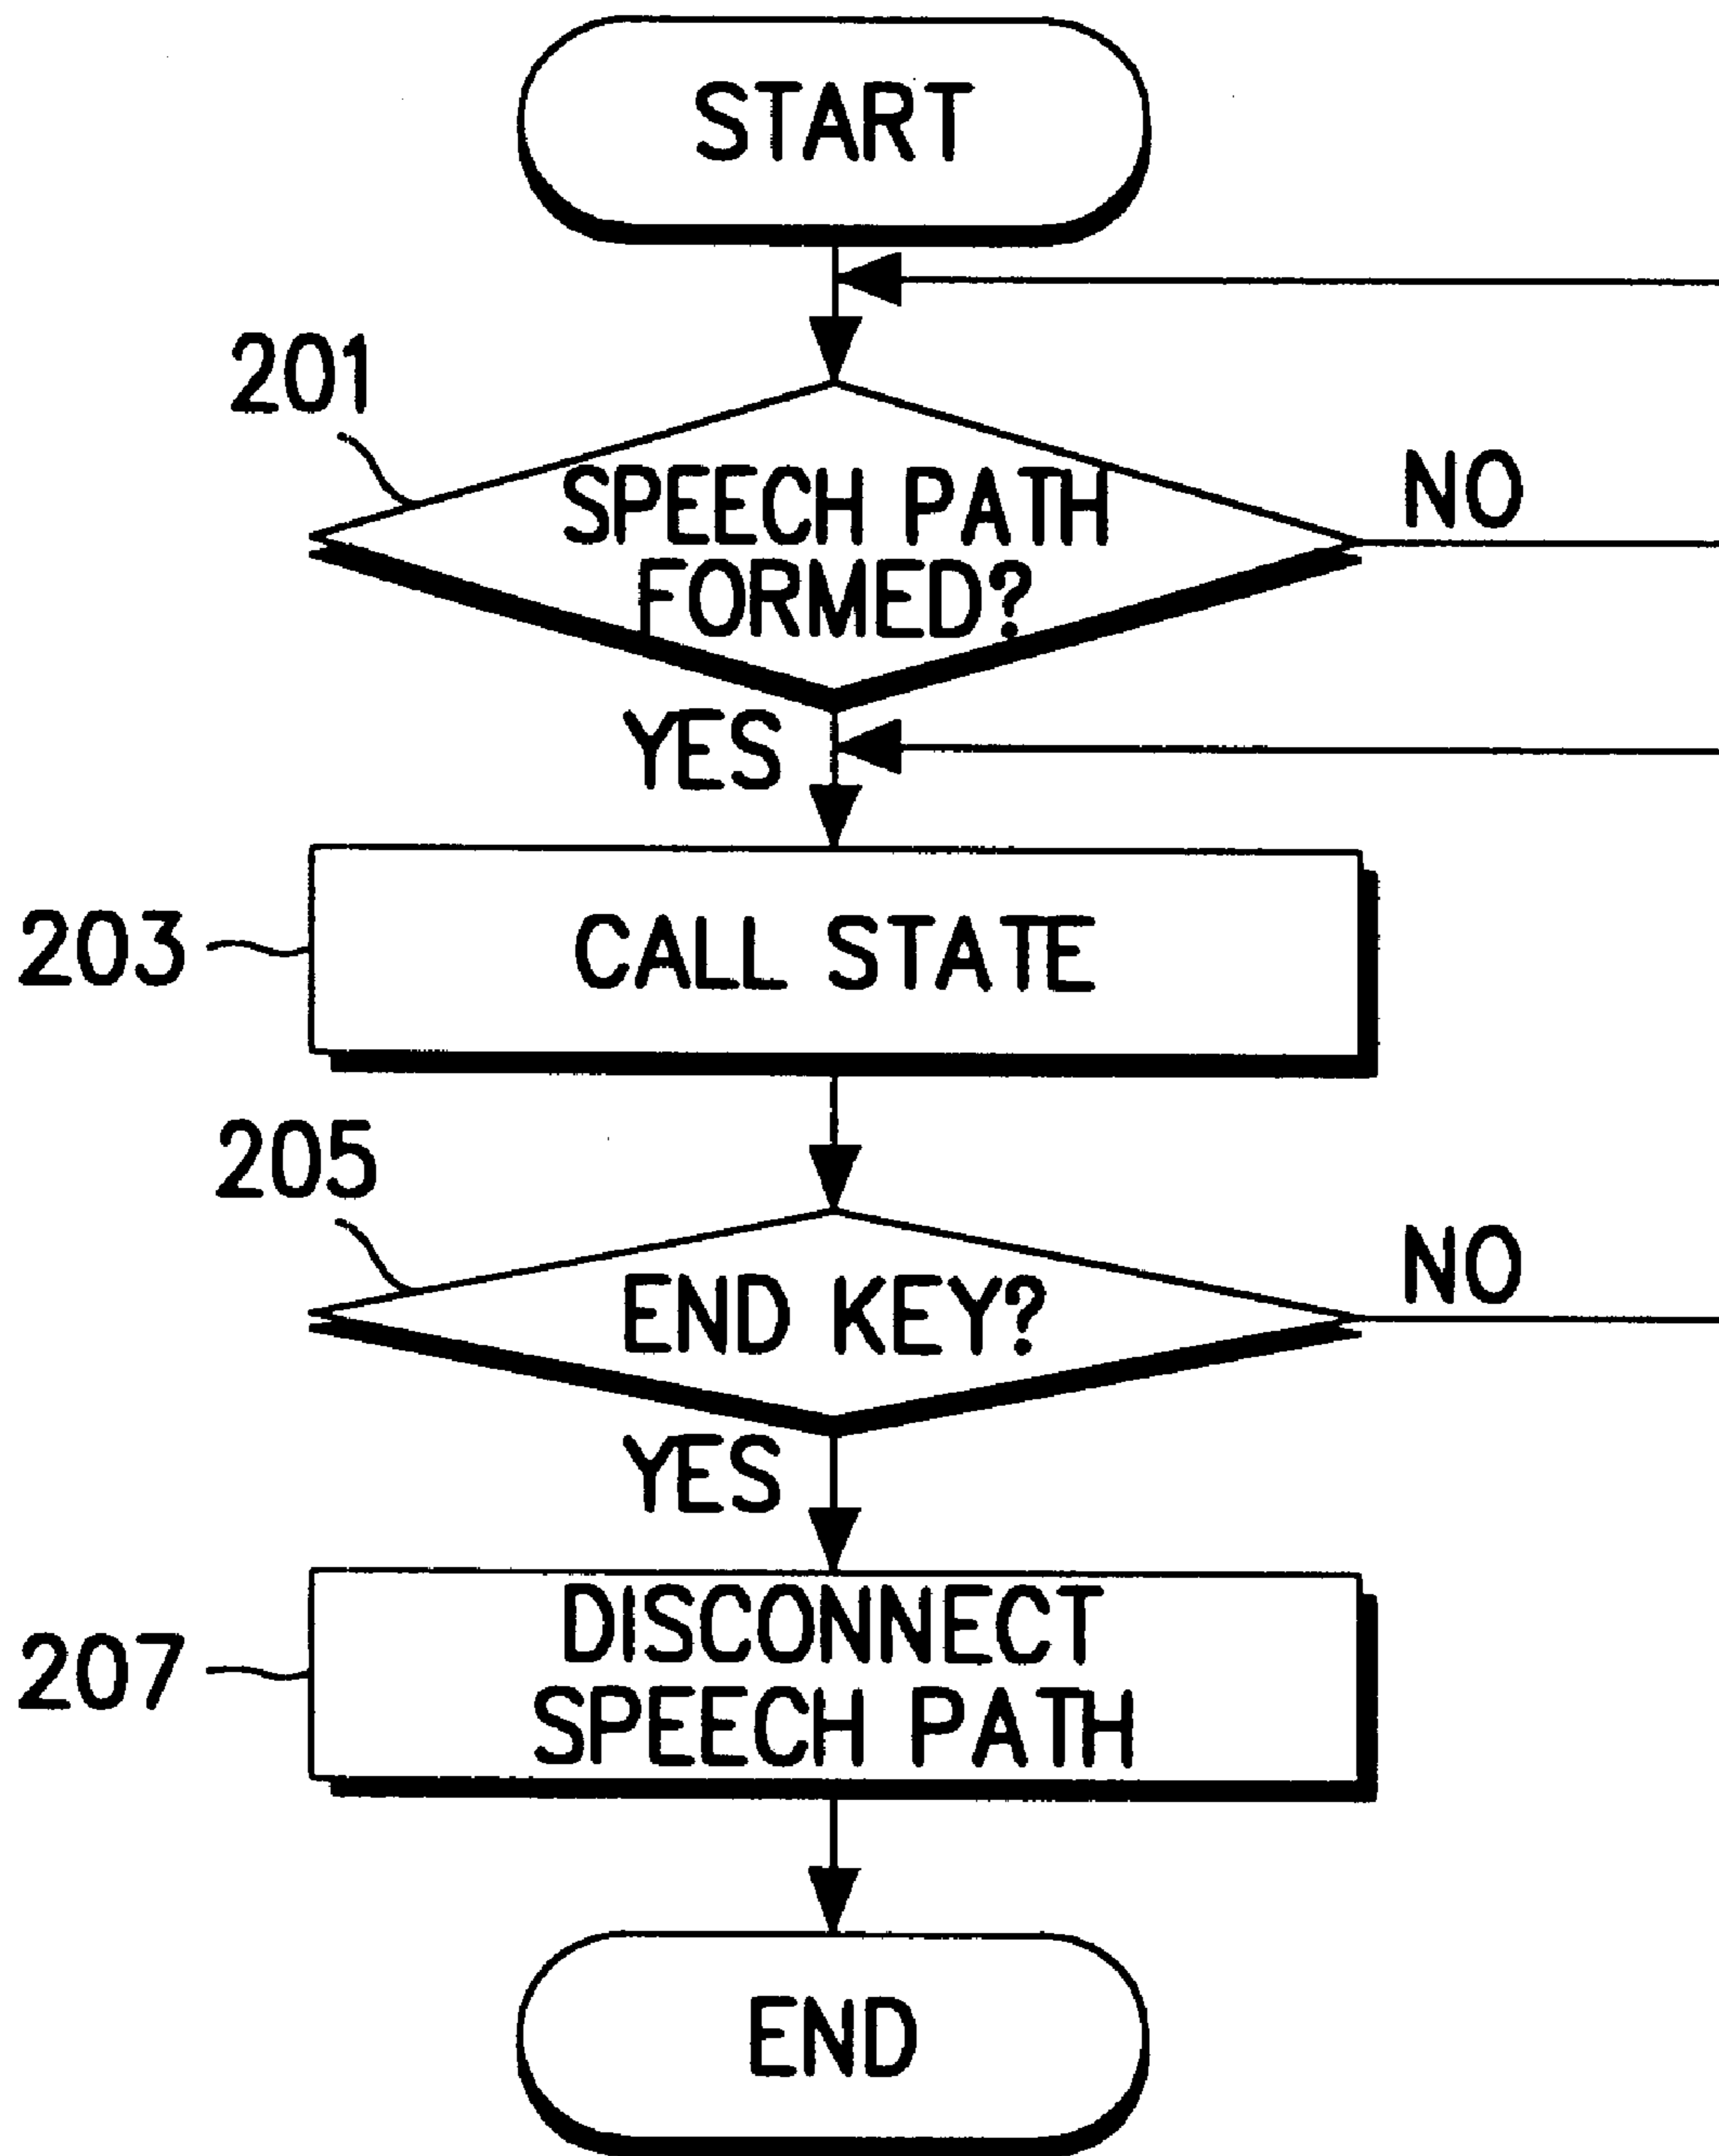 START
201
SPEECH PATH
FORMED?
NO
YES
203
CALL STATE
205
END KEY?
NO
YES
207
DISCONNECT
SPEECH PATH
END